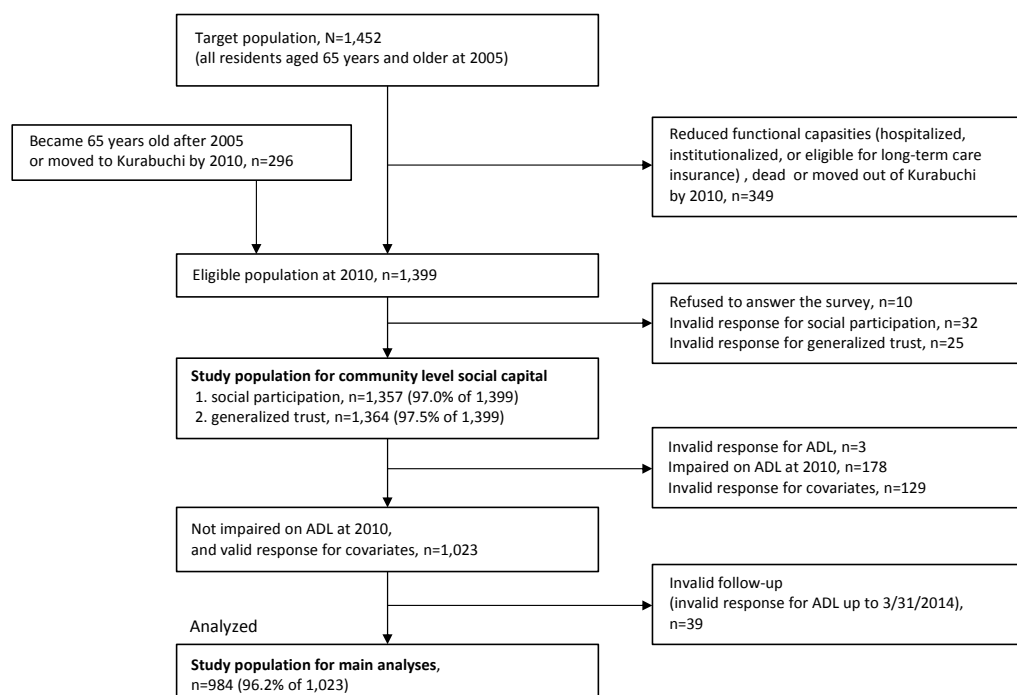 Target population, N=1,452
(all residents aged 65 years and older at 2005)
Became 65 years old after 2005
or moved to Kurabuchi by 2010, n=296
Reduced functional capasities (hospitalized,
institutionalized, or eligible for long-term care
insurance) , dead or moved out of Kurabuchi
by 2010, n=349
Eligible population at 2010, n=1,399
Refused to answer the survey, n=10
Invalid response for social participation, n=32
Invalid response for generalized trust, n=25
Study population for community level social capital
1. social participation, n=1,357 (97.0% of 1,399)
2. generalized trust, n=1,364 (97.5% of 1,399)
Invalid response for ADL, n=3
Impaired on ADL at 2010, n=178
Invalid response for covariates, n=129
Not impaired on ADL at 2010,
and valid response for covariates, n=1,023
Invalid follow-up
(invalid response for ADL up to 3/31/2014),
n=39
Analyzed
Study population for main analyses,
n=984 (96.2% of 1,023)